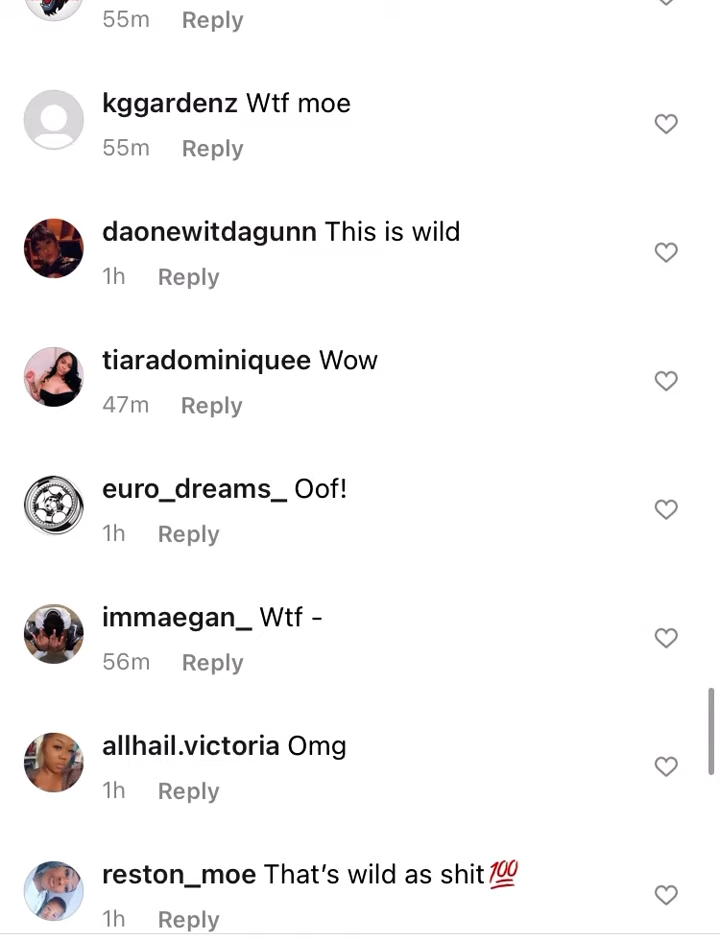 55m Reply
kggardenz Wtf moe
55m Reply
daonewitdagunn This is wild
1h Reply
tiaradominiquee Wow
47m Reply
euro_dreams_ Oof!
1h Reply
immaegan_ Wtf -
56m Reply
allhail.victoria Omg
1h Reply
reston_moe That’s wild as shit💯
1h Reply